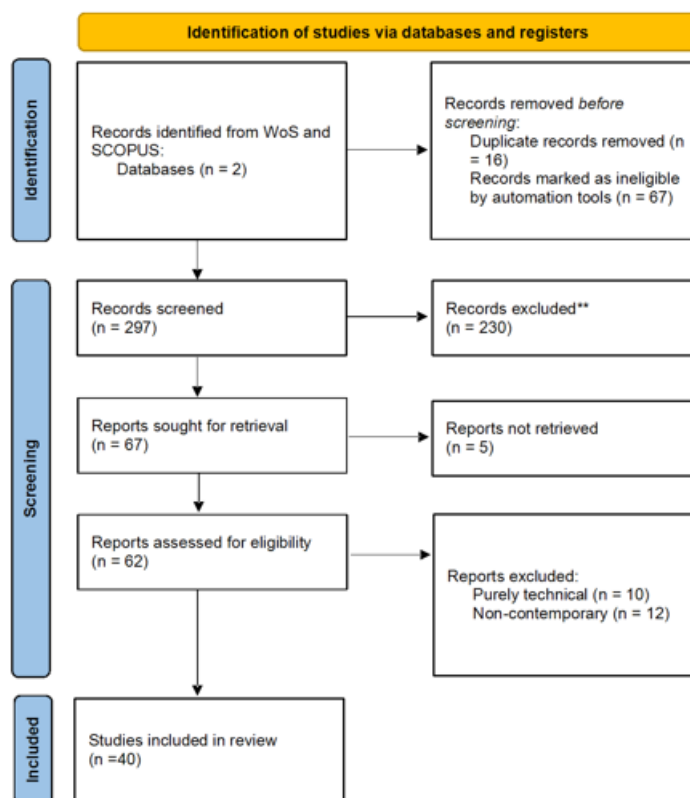 Identification of studies via databases and registers
Identification
Records identified from WoS and
SCOPUS:
Databases (n = 2)
Records removed before
screening:
Duplicate records removed (n
= 16)
Records marked as ineligible
by automation tools (n = 67)
Screening
Records screened
(n = 297)
Records excluded**
(n = 230)
Reports sought for retrieval
(n = 67)
Reports not retrieved
(n = 5)
Reports assessed for eligibility
(n = 62)
Reports excluded:
Purely technical (n = 10)
Non-contemporary (n = 12)
Included
Studies included in review
(n =40)